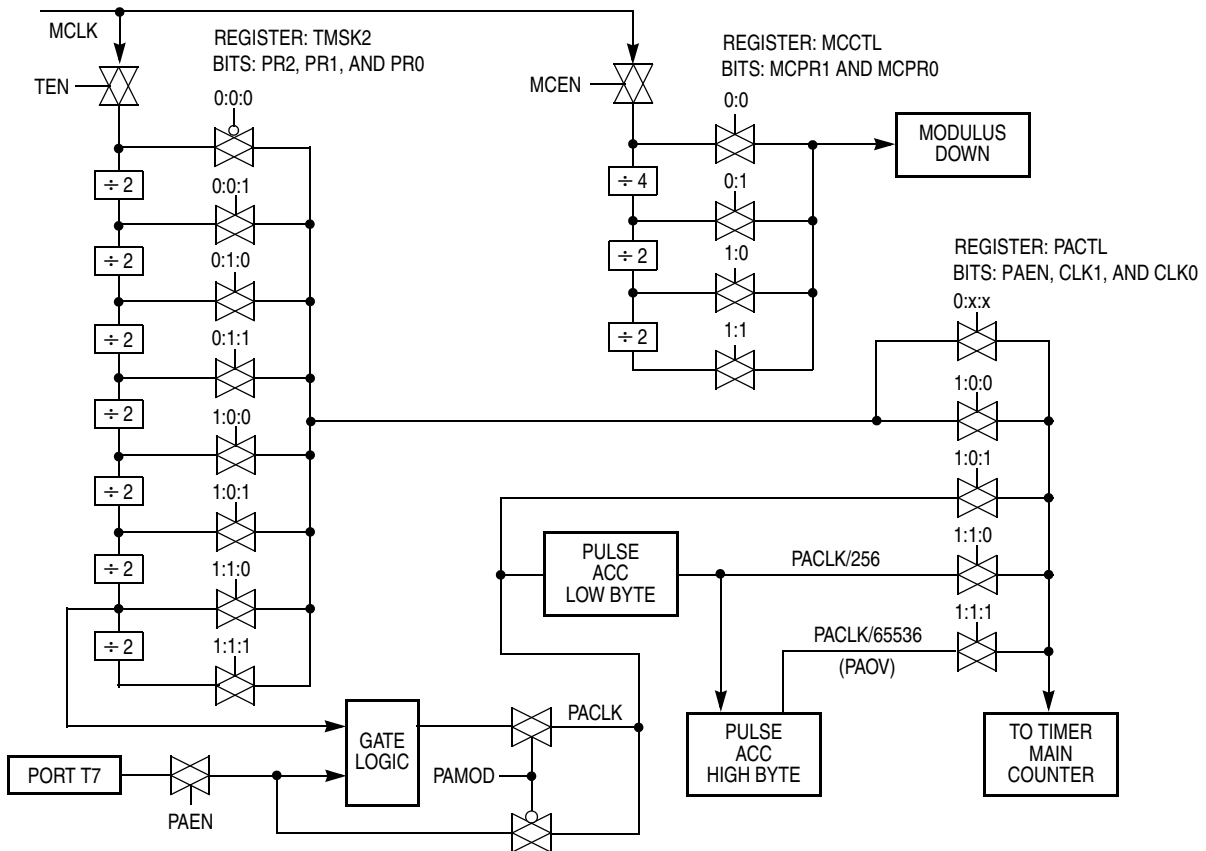 MCLK
REGISTER: TMSK2
BITS: PR2, PR1, AND PR0
TEN
0:0:0
÷ 2
0:0:1
÷ 2
0:1:0
÷ 2
0:1:1
÷ 2
1:0:0
÷ 2
1:0:1
÷ 2
1:1:0
÷ 2
1:1:1
REGISTER: MCCTL
BITS: MCPR1 AND MCPR0
MCEN
0:0
MODULUS
DOWN
÷ 4
0:1
÷ 2
1:0
÷ 2
1:1
REGISTER: PACTL
BITS: PAEN, CLK1, AND CLK0
0:x:x
1:0:0
1:0:1
PULSE
ACC
LOW BYTE
PACLK/256
1:1:0
PACLK/65536
(PAOV)
1:1:1
PORT T7
PAEN
GATE
LOGIC
PACLK
PAMOD
PULSE
ACC
HIGH BYTE
TO TIMER
MAIN
COUNTER